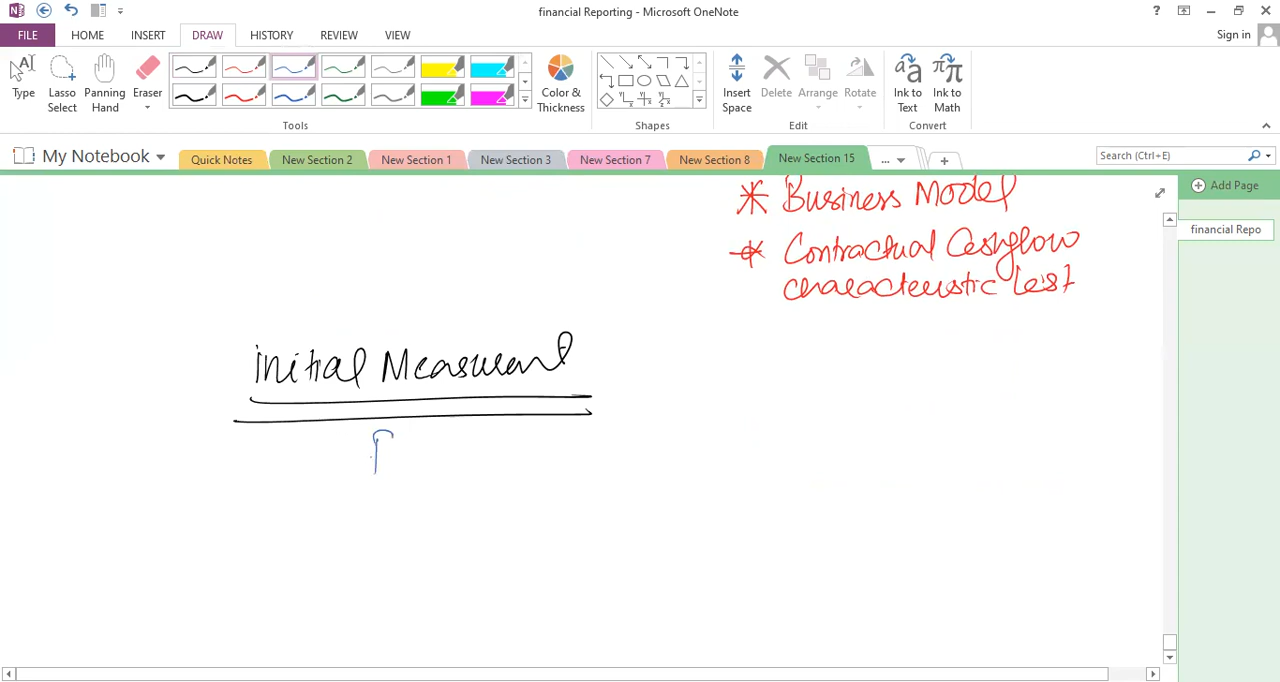 financial Reporting - Microsoft OneNote
?
FILE HOME INSERT DRAW HISTORY REVIEW VIEW
Sign in
Type
Lasso Select
Panning Hand
Eraser
Color & Thickness
Insert Space
Delete
Arrange
Rotate
Ink to Text
Ink to Math
Tools
Shapes
Edit
Convert
My Notebook
Quick Notes
New Section 2
New Section 1
New Section 3
New Section 7
New Section 8
New Section 15
...
Search (Ctrl+E)
Add Page
financial Repo
* Business Model
* Contractual Cashflow
characteristic test
initial Measurement